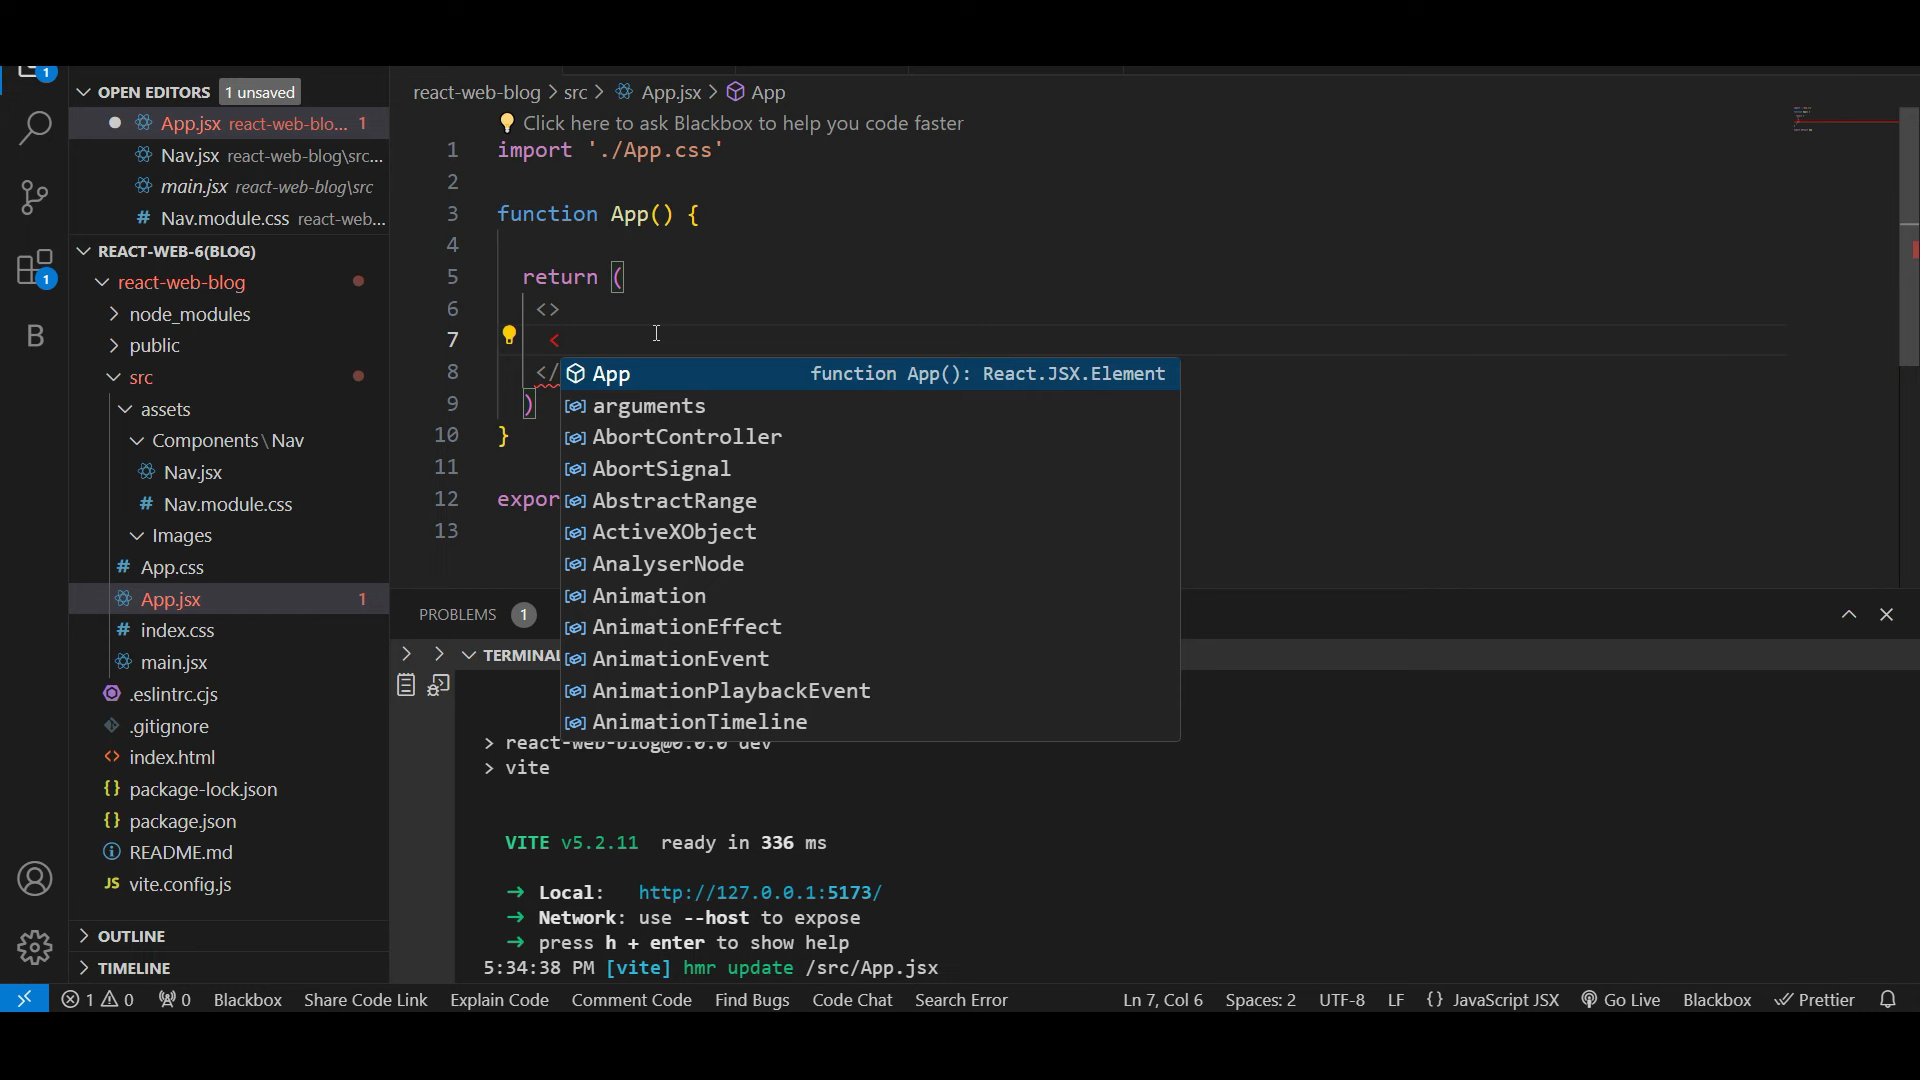 1
OPEN EDITORS 1 unsaved
App.jsx react-web-blo... 1
Nav.jsx react-web-blog\src...
main.jsx react-web-blog\src
# Nav.module.css react-web...
REACT-WEB-6(BLOG)
react-web-blog
node_modules
public
src
assets
Components\Nav
Nav.jsx
# Nav.module.css
Images
# App.css
App.jsx 1
# index.css
main.jsx
.eslintrc.cjs
.gitignore
<> index.html
{} package-lock.json
{} package.json
README.md
JS vite.config.js
OUTLINE
TIMELINE
1
B
react-web-blog > src > App.jsx > App
Click here to ask Blackbox to help you code faster
1 import './App.css'
2
3 function App() {
4
5 return (
6 <>
7 <
8 </
9 )
10 }
11
12 expor
13
App function App(): React.JSX.Element
arguments
AbortController
AbortSignal
AbstractRange
ActiveXObject
AnalyserNode
Animation
AnimationEffect
AnimationEvent
AnimationPlaybackEvent
AnimationTimeline
PROBLEMS 1
TERMINAL
> react-web-blog@0.0.0 dev
> vite
VITE v5.2.11 ready in 336 ms
➜ Local: http://127.0.0.1:5173/
➜ Network: use --host to expose
➜ press h + enter to show help
5:34:38 PM [vite] hmr update /src/App.jsx
1 0 0 Blackbox Share Code Link Explain Code Comment Code Find Bugs Code Chat Search Error Ln 7, Col 6 Spaces: 2 UTF-8 LF {} JavaScript JSX Go Live Blackbox Prettier